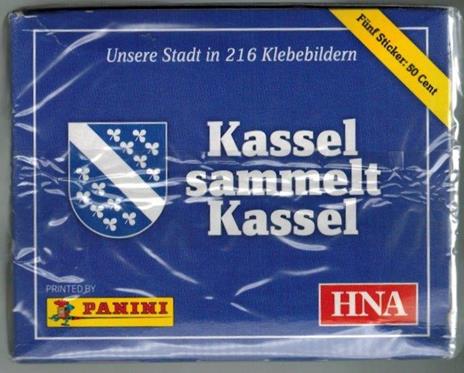 Fünf Sticker: 50 Cent
Unsere Stadt in 216 Klebebildern
Kassel
sammelt
Kassel
PRINTED BY
PANINI
HNA